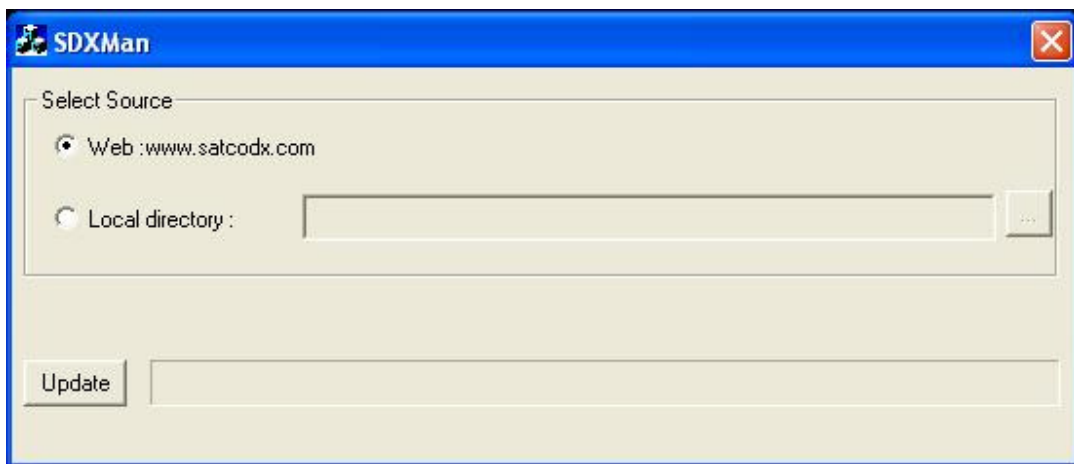 SDXMan
Select Source
Web :www.satcodx.com
Local directory :
...
Update